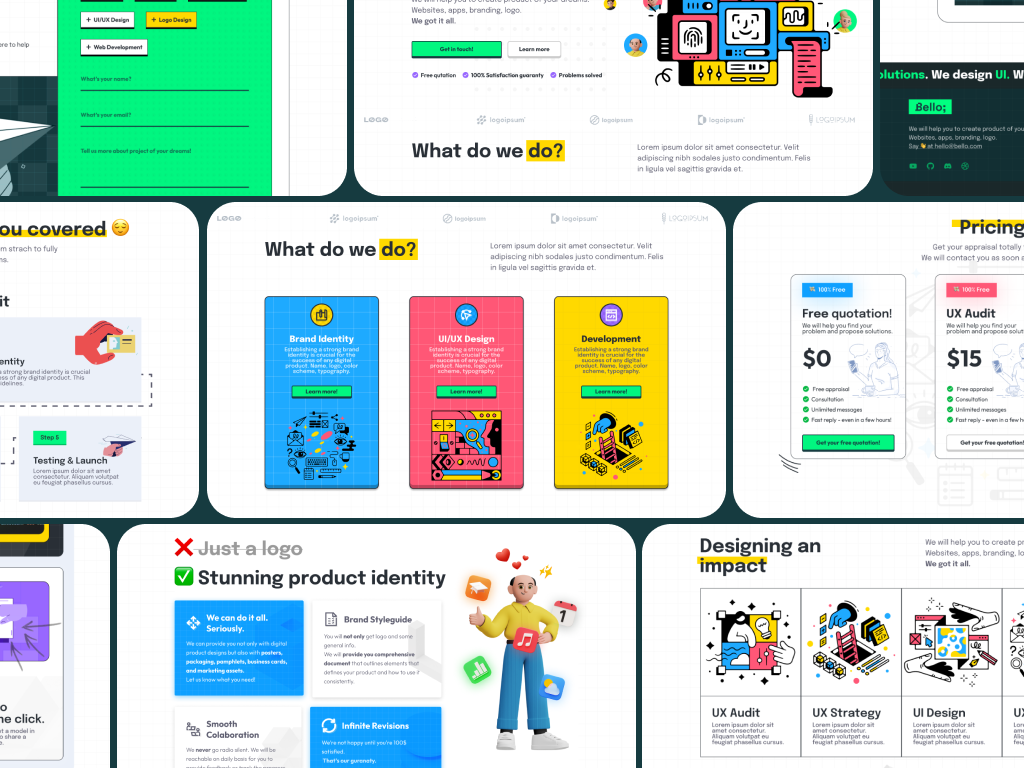 UI/UX Design
Logo Design
Web Development
ere to help
What's your name?
What's your email?
Tell us more about project of your dreams!
We will help you to create product of your dreams.
Websites, apps, branding, logo.
We got it all.
Get in touch!
Learn more
Free qutation
100% Satisfaction guaranty
Problems solved
LOGO
logoipsum
logoipsum
logoipsum
LOGOIPSUM
What do we do?
Lorem ipsum dolor sit amet consectetur. Velit
adipiscing nibh sodales justo condimentum. Felis
in ligula vel sagittis gravida et.
olutions. We design UI. W
Bello;
We will help you to create product of you
Websites, apps, branding, logo.
Say 👋 at hello@bello.com
ou covered 😌
m strach to fully
ns.
it
entity
a strong brand identity is crucial
ess of any digital product. This
idelines.
Step 5
Testing & Launch
Lorem ipsum dolor sit amet
consectetur. Aliquam volutpat
eu feugiat phasellus cursus.
LOGO
logoipsum
logoipsum
logoipsum
LOGOIPSUM
What do we do?
Lorem ipsum dolor sit amet consectetur. Velit
adipiscing nibh sodales justo condimentum. Felis
in ligula vel sagittis gravida et.
Brand Identity
Establishing a strong brand
identity is crucial for the
success of any digital
product. Name, logo, color
scheme, typography.
Learn more!
UI/UX Design
Establishing a strong brand
identity is crucial for the
success of any digital
product. Name, logo, color
scheme, typography.
Learn more!
Development
Establishing a strong brand
identity is crucial for the
success of any digital
product. Name, logo, color
scheme, typography.
Learn more!
Pricing
Get your appraisal totally
We will contact you as soon a
100% Free
Free quotation!
We will help you find your
problem and propose solutions.
$0
Free appraisal
Consultation
Unlimited messages
Fast reply - even in a few hours!
Get your free quotation!
100% Free
UX Audit
We will help you find your
problem and propose solutions.
$15
Free appraisal
Consultation
Unlimited messages
Fast reply - even in a few hours!
Get your free quotation!
o
ne click.
t a model in
o share a
❌ Just a logo
✅ Stunning product identity
We can do it all.
Seriously.
We can provide you not only with digital
product designs but also with posters,
packaging, pamphlets, business cards,
and marketing assets.
Let us know what you need!
Brand Styleguide
You will not only get logo and some
general info.
We will provide you comprehensive
document that outlines elements that
defines your product and how to use it
consistently.
Smooth
Colaboration
We never go radio silent. We will be
reachable on daily basis for you to
Infinite Revisions
We're not happy until you're 100$
satisfied.
That's our guranaty.
1
Designing an
impact
We will help you to create pr
Websites, apps, branding, lo
We got it all.
UX Audit
Lorem ipsum dolor sit
amet consectetur.
Aliquam volutpat eu
feugiat phasellus cursus.
UX Strategy
Lorem ipsum dolor sit
amet consectetur.
Aliquam volutpat eu
feugiat phasellus cursus.
UI Design
Lorem ipsum dolor sit
amet consectetur.
Aliquam volutpat eu
feugiat phasellus cursus.